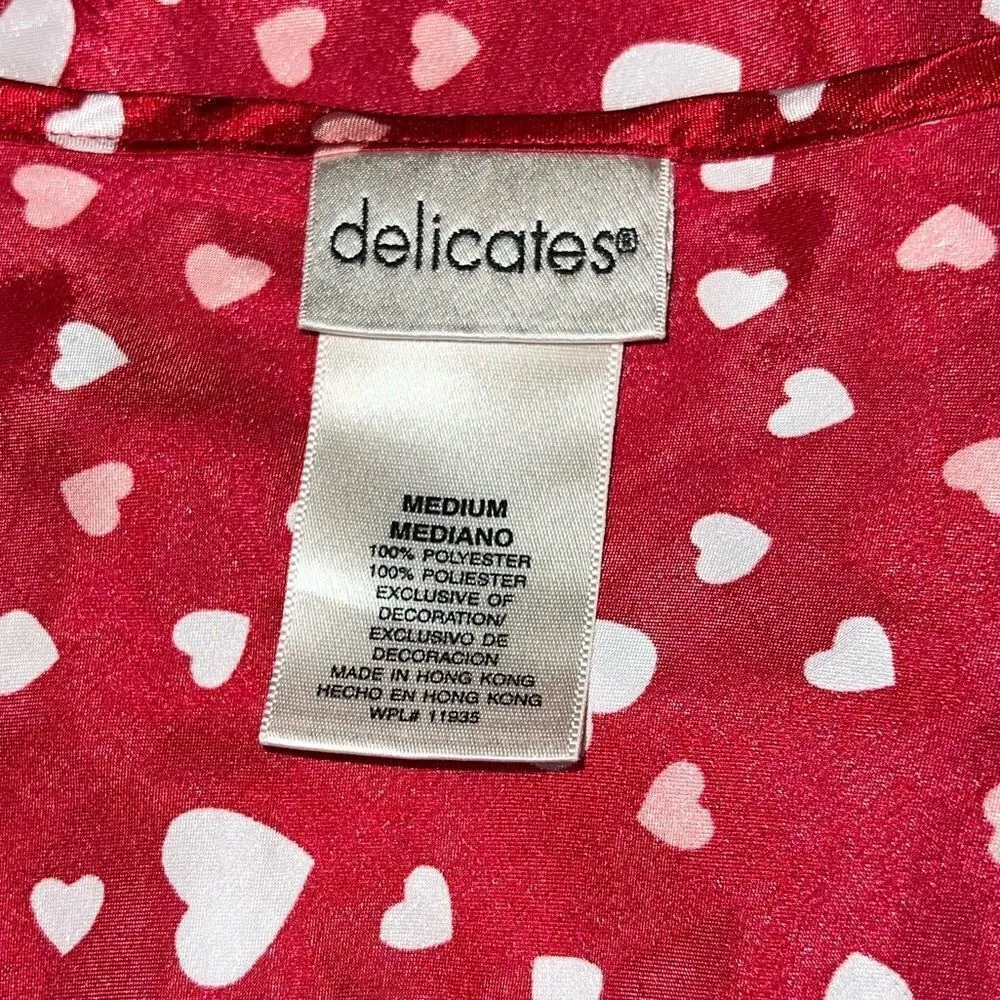 delicates®
MEDIUM
MEDIANO
100% POLYESTER
100% POLIESTER
EXCLUSIVE OF
DECORATION/
EXCLUSIVO DE
DECORACION
MADE IN HONG KONG
HECHO EN HONG KONG
WPL# 11935